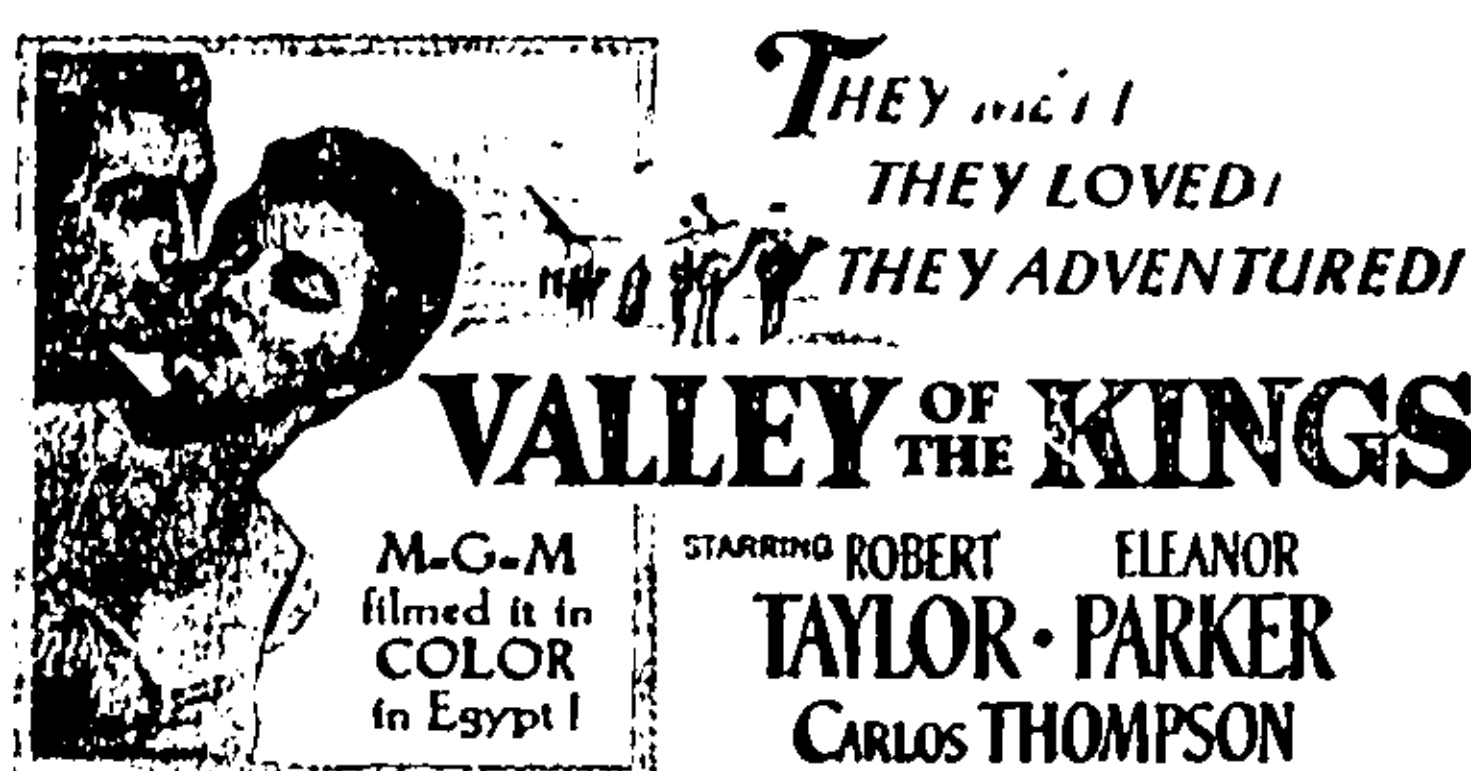 THEY MET!
THEY LOVED!
THEY ADVENTURED!
VALLEY OF THE KINGS
M-G-M
filmed it in
COLOR
in Egypt!
STARRING ROBERT ELEANOR
TAYLOR • PARKER
CARLOS THOMPSON